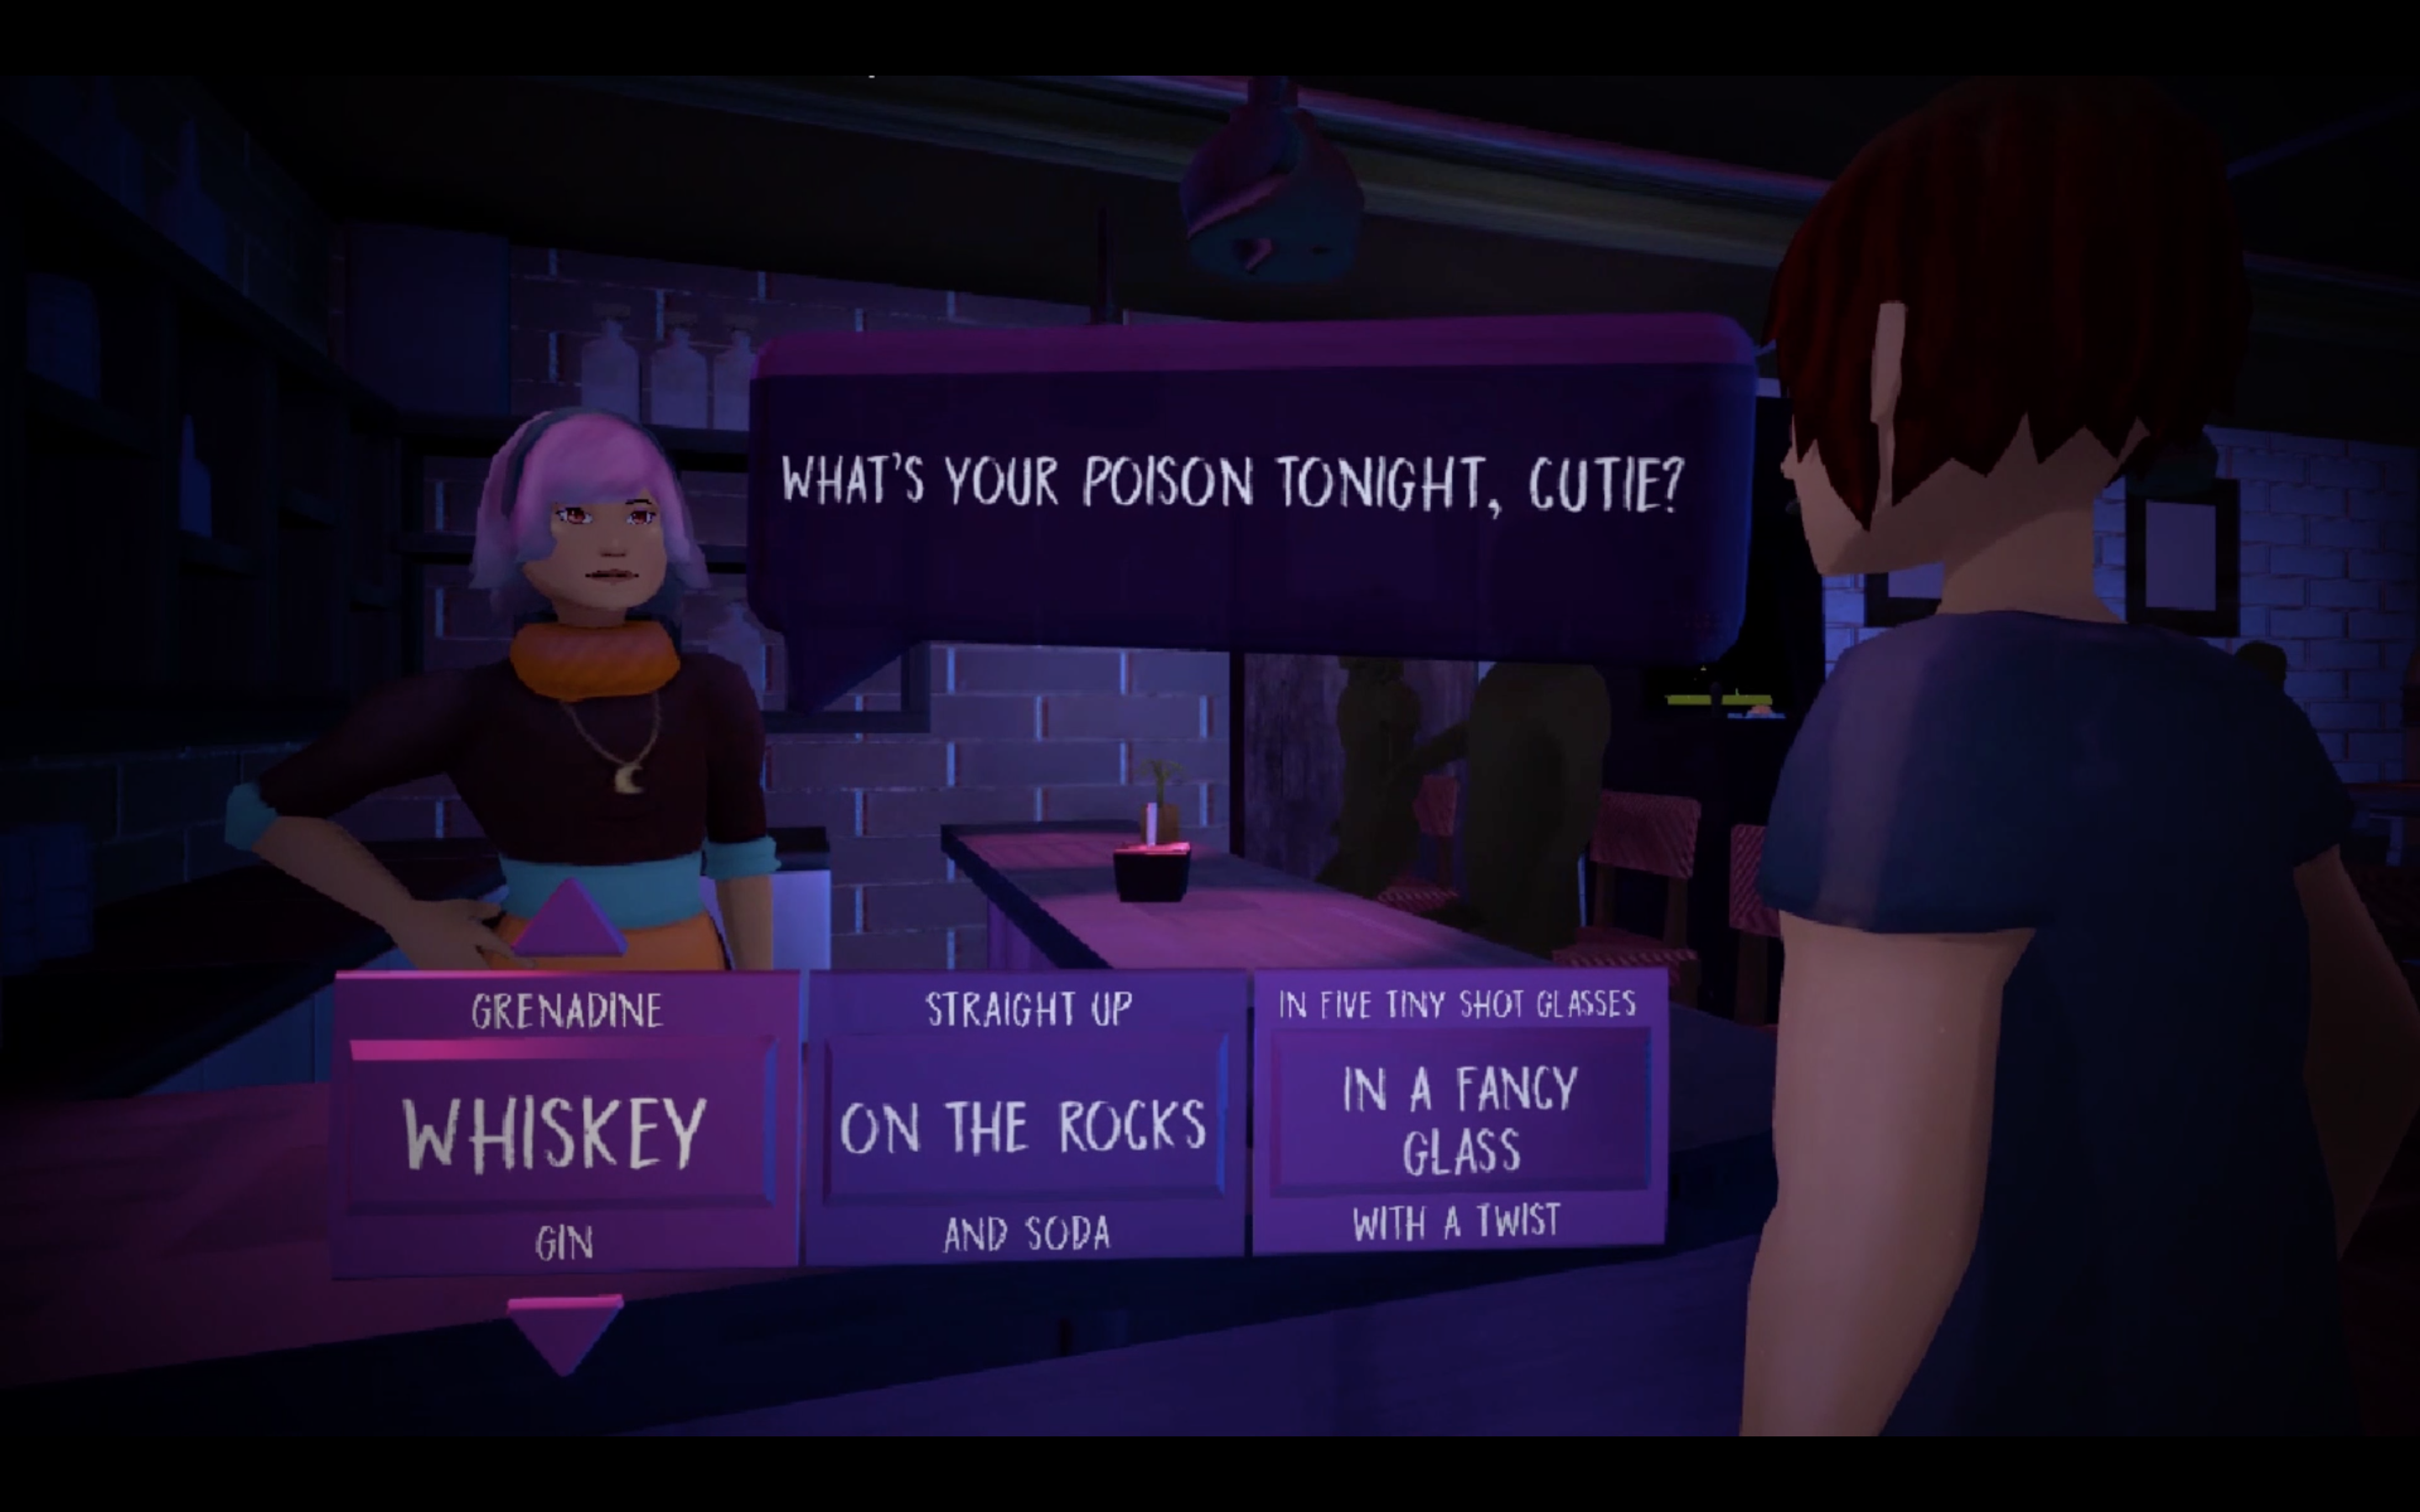 WHAT'S YOUR POISON TONIGHT, CUTIE?
GRENADINE
WHISKEY
GIN
STRAIGHT UP
ON THE ROCKS
AND SODA
IN FIVE TINY SHOT GLASSES
IN A FANCY
GLASS
WITH A TWIST